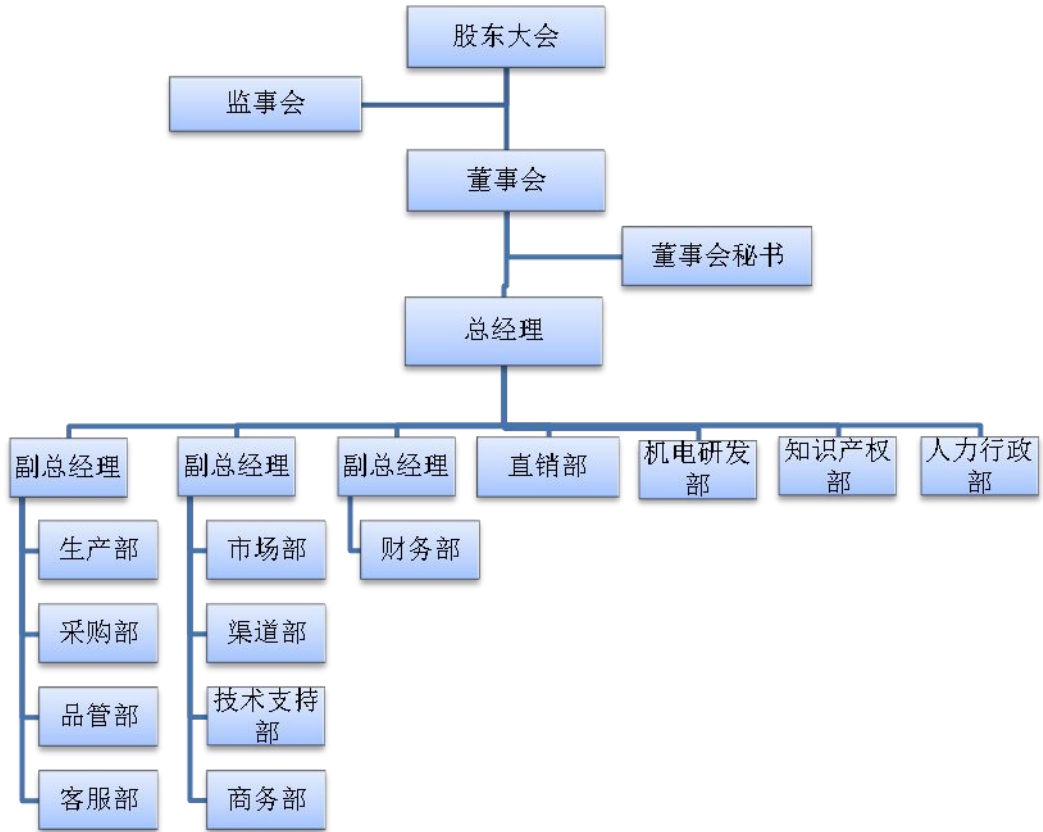 股东大会
监事会
董事会
董事会秘书
总经理
副总经理
副总经理
副总经理
直销部
机电研发
部
知识产权
部
人力行政
部
生产部
市场部
财务部
采购部
渠道部
品管部
技术支持
部
客服部
商务部